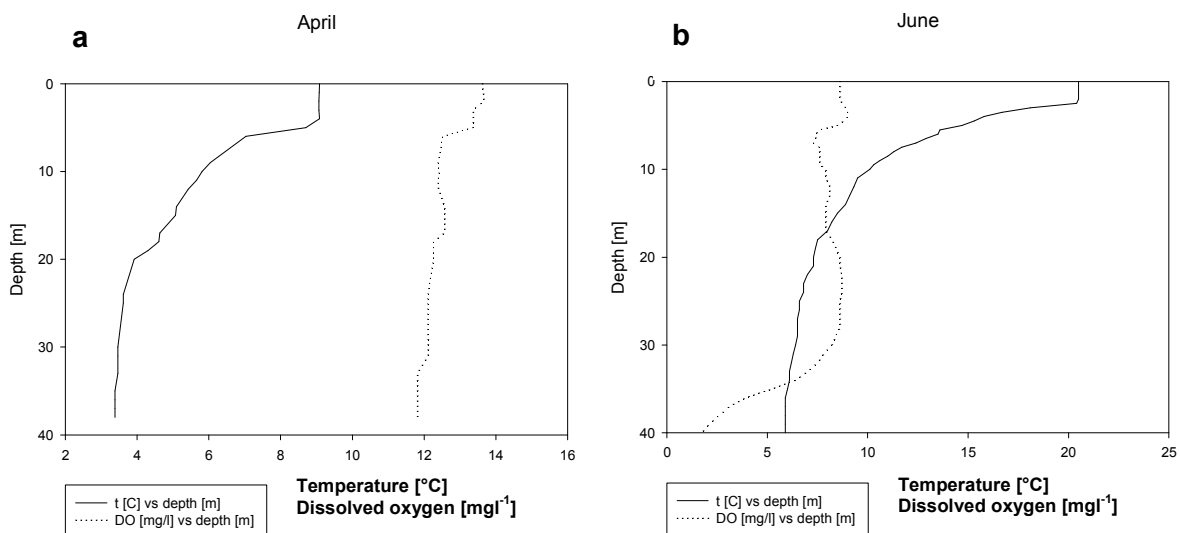 a
April
0
10
20
30
40
Depth [m]
2 4 6 8 10 12 14 16
t [C] vs depth [m]
DO [mg/l] vs depth [m]
Temperature [°C]
Dissolved oxygen [mgl-1]
b
June
0
10
20
30
40
Depth [m]
0 5 10 15 20 25
t [C] vs depth [m]
DO [mg/l] vs depth [m]
Temperature [°C]
Dissolved oxygen [mgl-1]